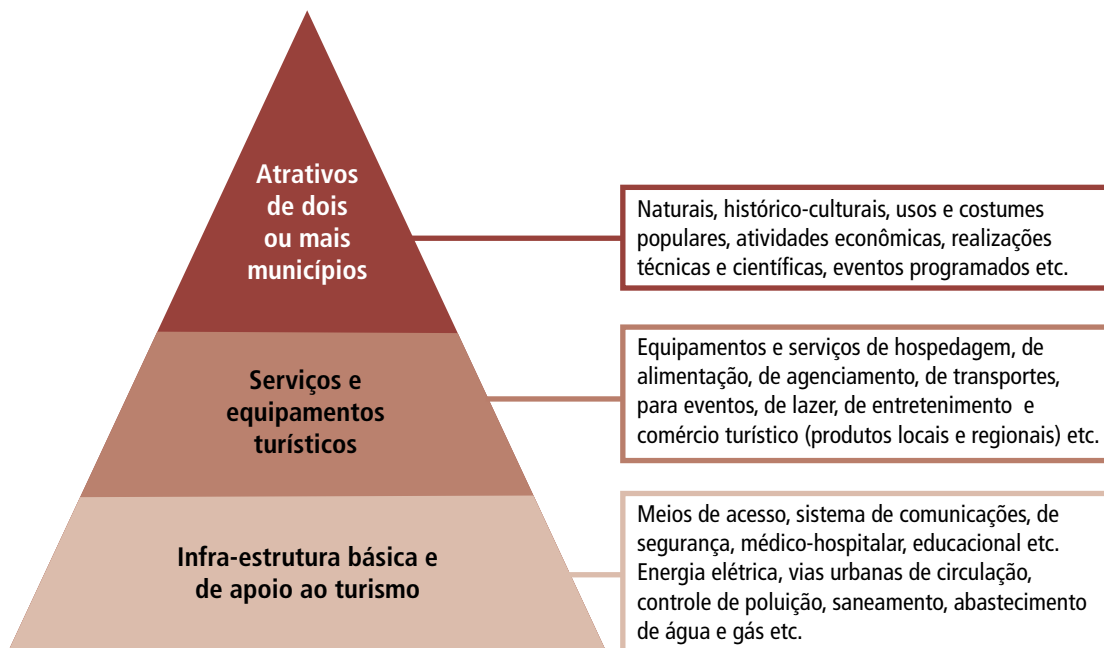 Atrativos
de dois
ou mais
municípios
Naturais, histórico-culturais, usos e costumes
populares, atividades econômicas, realizações
técnicas e científicas, eventos programados etc.
Serviços e
equipamentos
turísticos
Equipamentos e serviços de hospedagem, de
alimentação, de agenciamento, de transportes,
para eventos, de lazer, de entretenimento e
comércio turístico (produtos locais e regionais) etc.
Infra-estrutura básica e
de apoio ao turismo
Meios de acesso, sistema de comunicações, de
segurança, médico-hospitalar, educacional etc.
Energia elétrica, vias urbanas de circulação,
controle de poluição, saneamento, abastecimento
de água e gás etc.